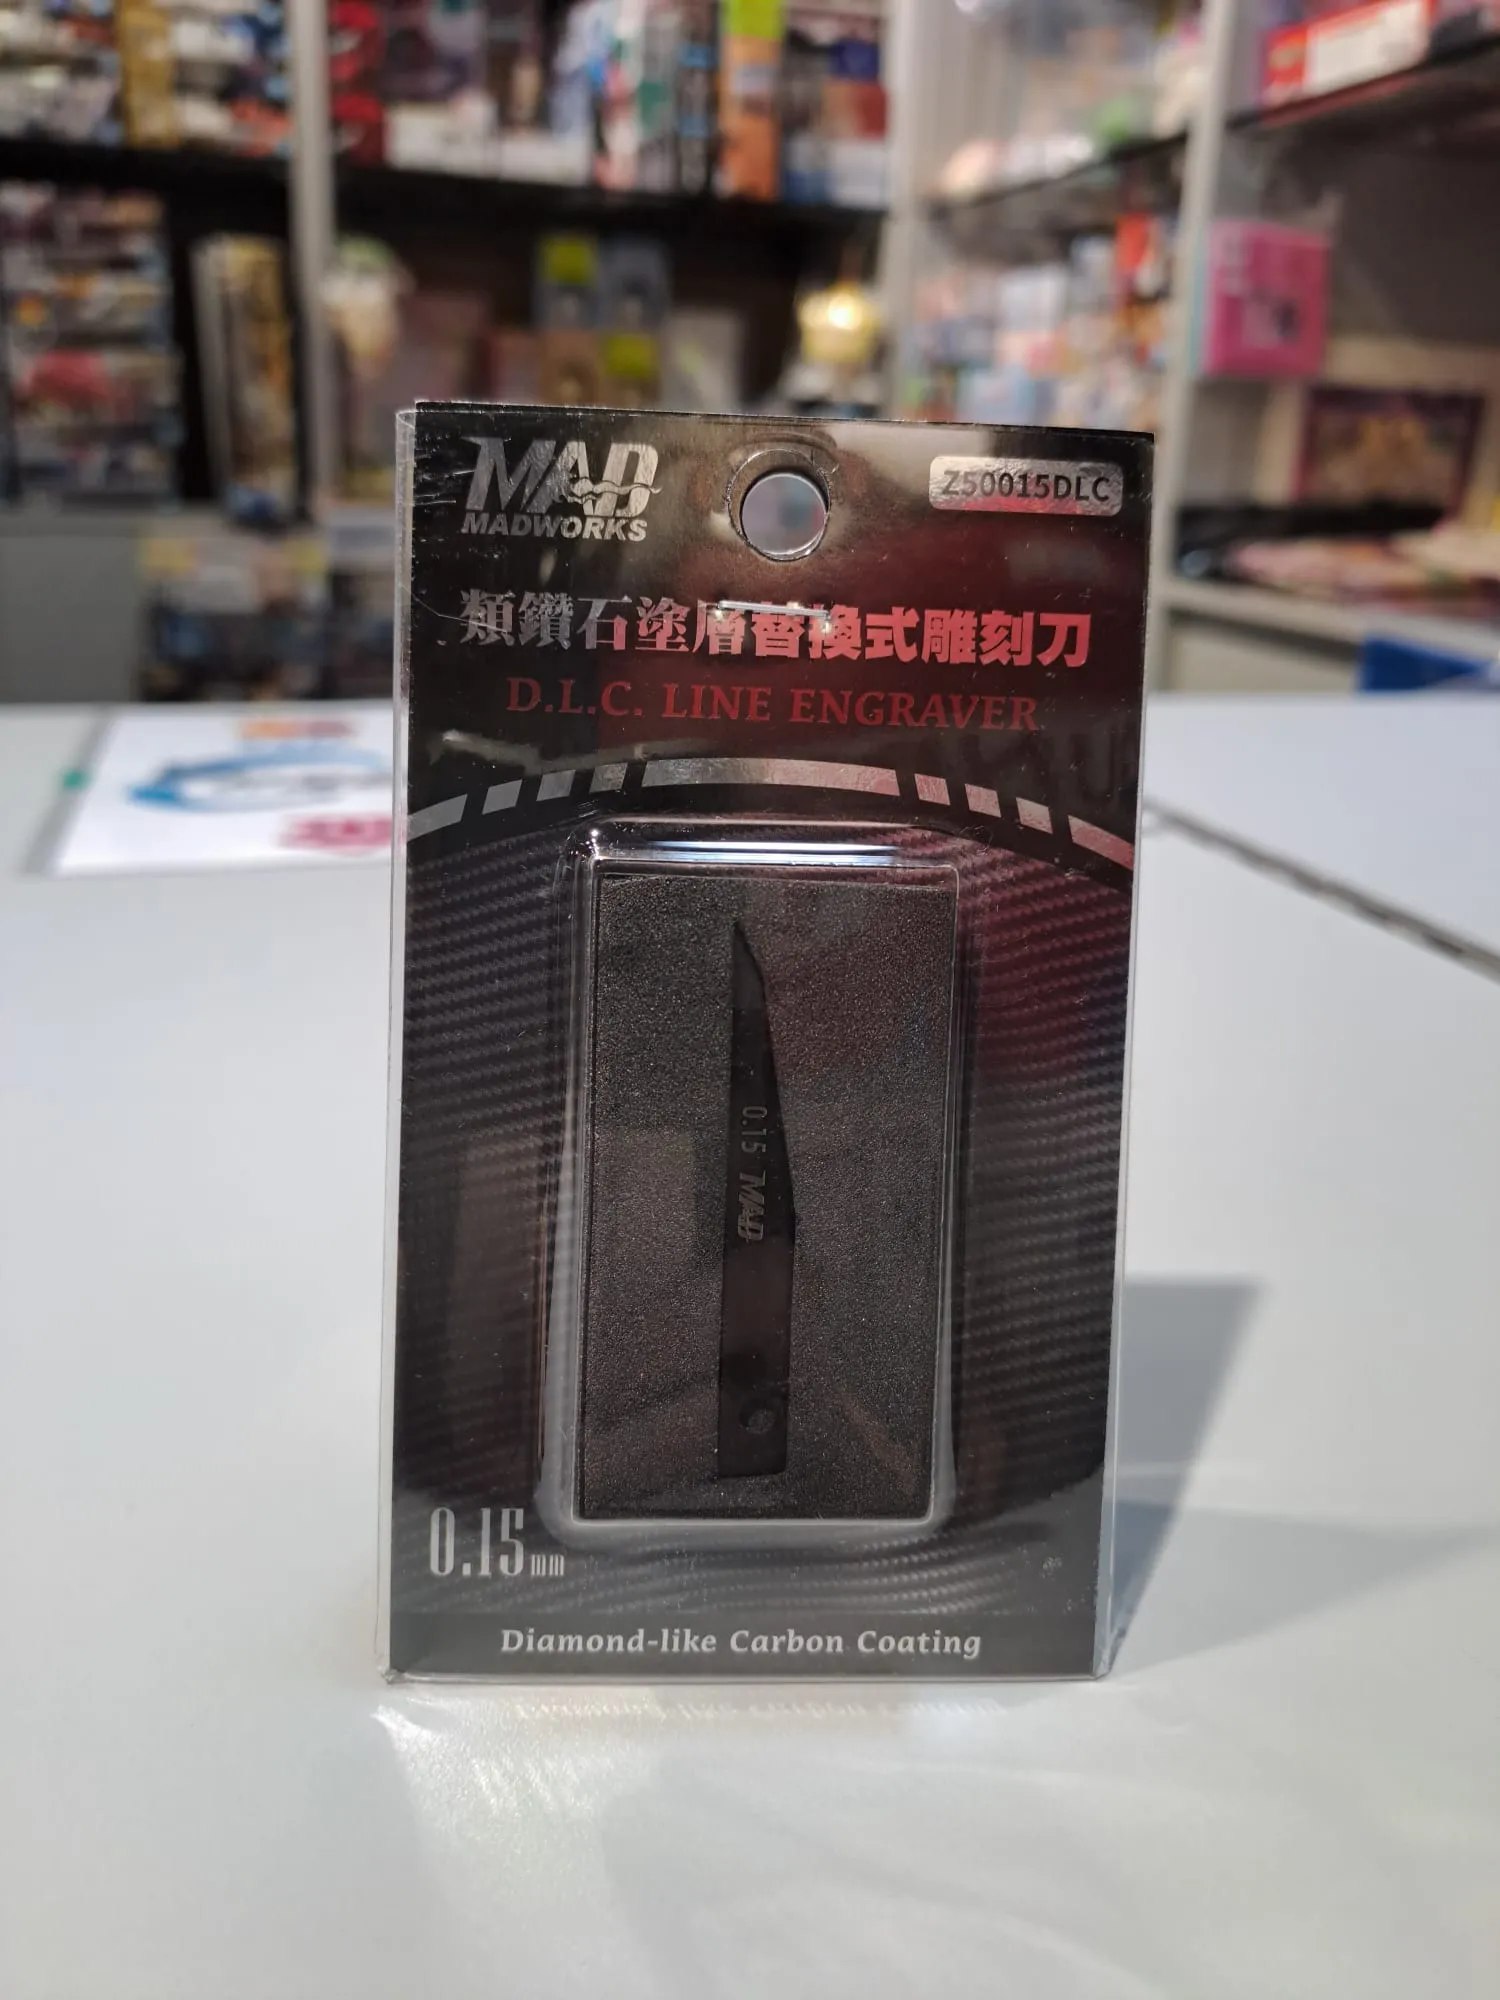 MAD
MADWORKS
Z50015DLC
類鑽石塗層替換式雕刻刀
D.L.C. LINE ENGRAVER
0.15 MAD
0.15mm
Diamond-like Carbon Coating